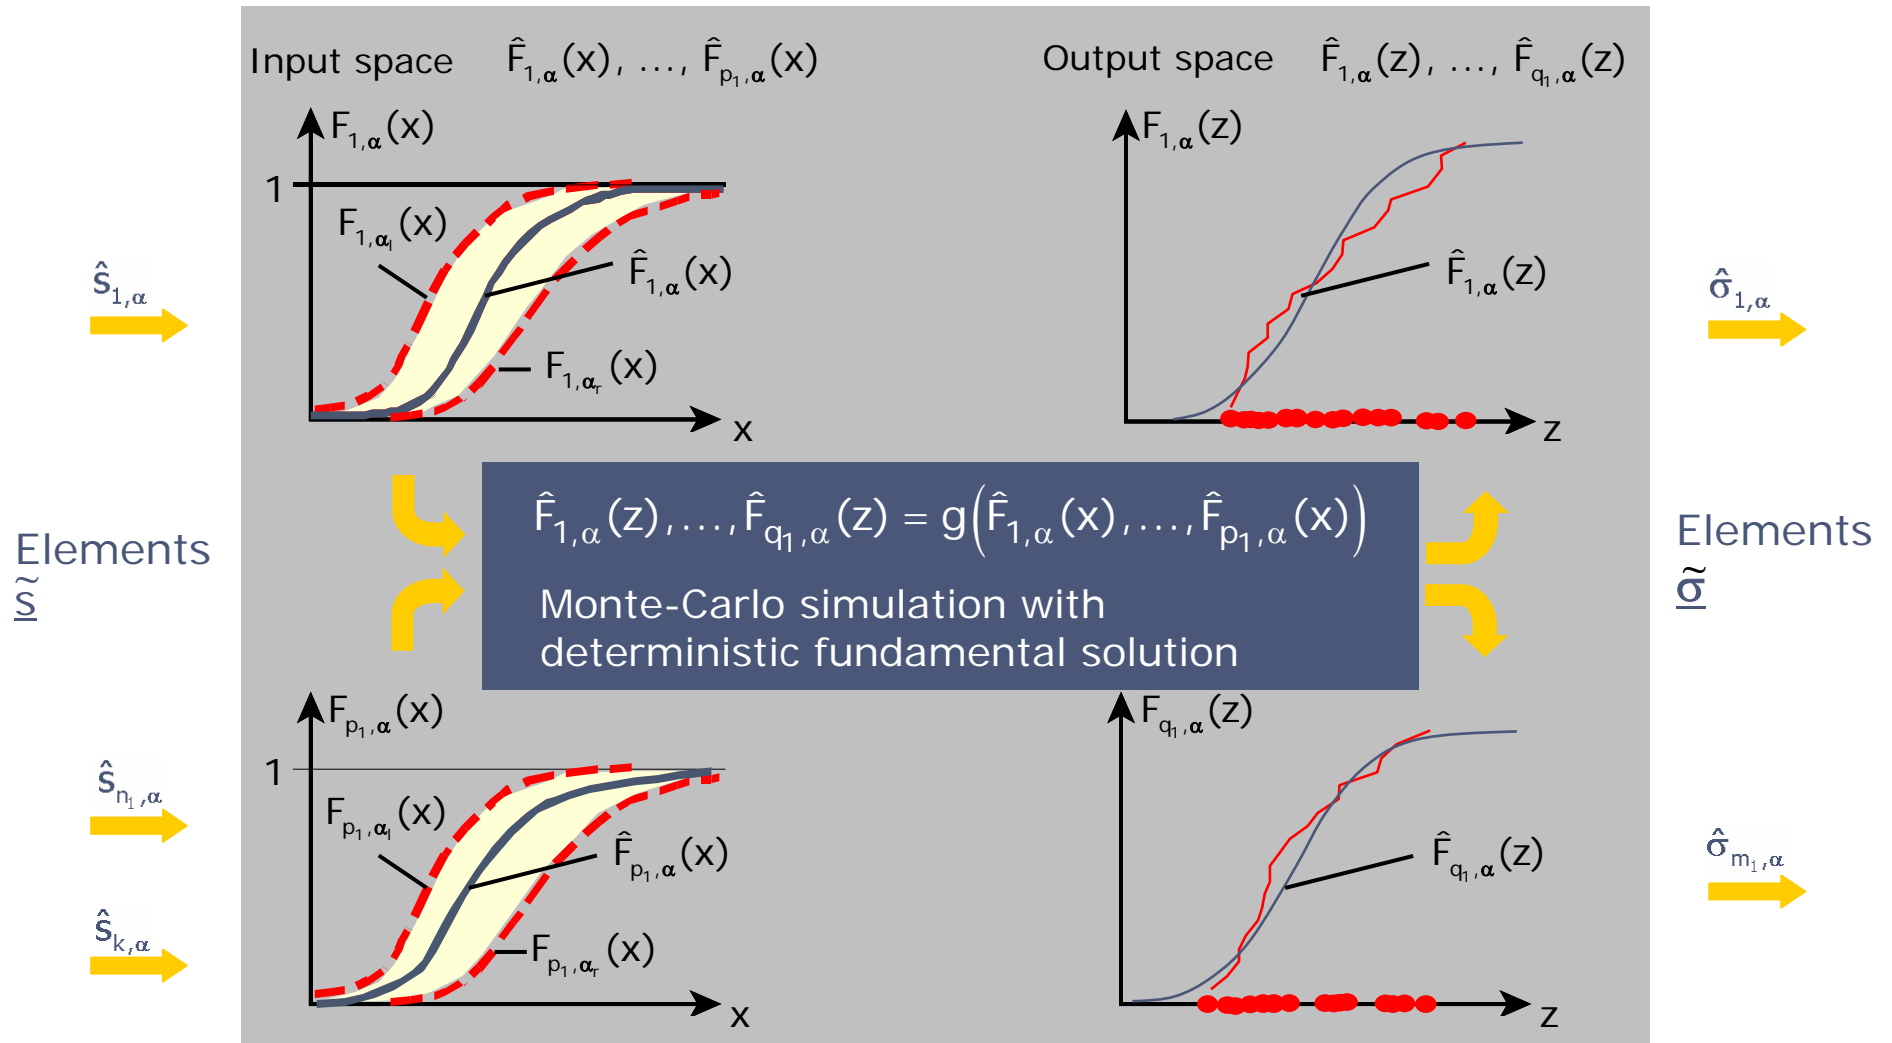 Input space F̂₁,α(x), ..., F̂p₁,α(x)
Output space F̂₁,α(z), ..., F̂q₁,α(z)
F₁,α(x)
1
F₁,αₗ(x)
F̂₁,α(x)
F₁,αᵣ(x)
x
F₁,α(z)
F̂₁,α(z)
z
ŝ₁,α
σ̂₁,α
Elements
s̲̃
F̂₁,α(z),...,F̂q₁,α(z) = g(F̂₁,α(x),...,F̂p₁,α(x))
Monte-Carlo simulation with
deterministic fundamental solution
Elements
σ̲̃
Fp₁,α(x)
1
Fp₁,αₗ(x)
F̂p₁,α(x)
Fp₁,αᵣ(x)
x
Fq₁,α(z)
F̂q₁,α(z)
z
ŝn₁,α
ŝk,α
σ̂m₁,α